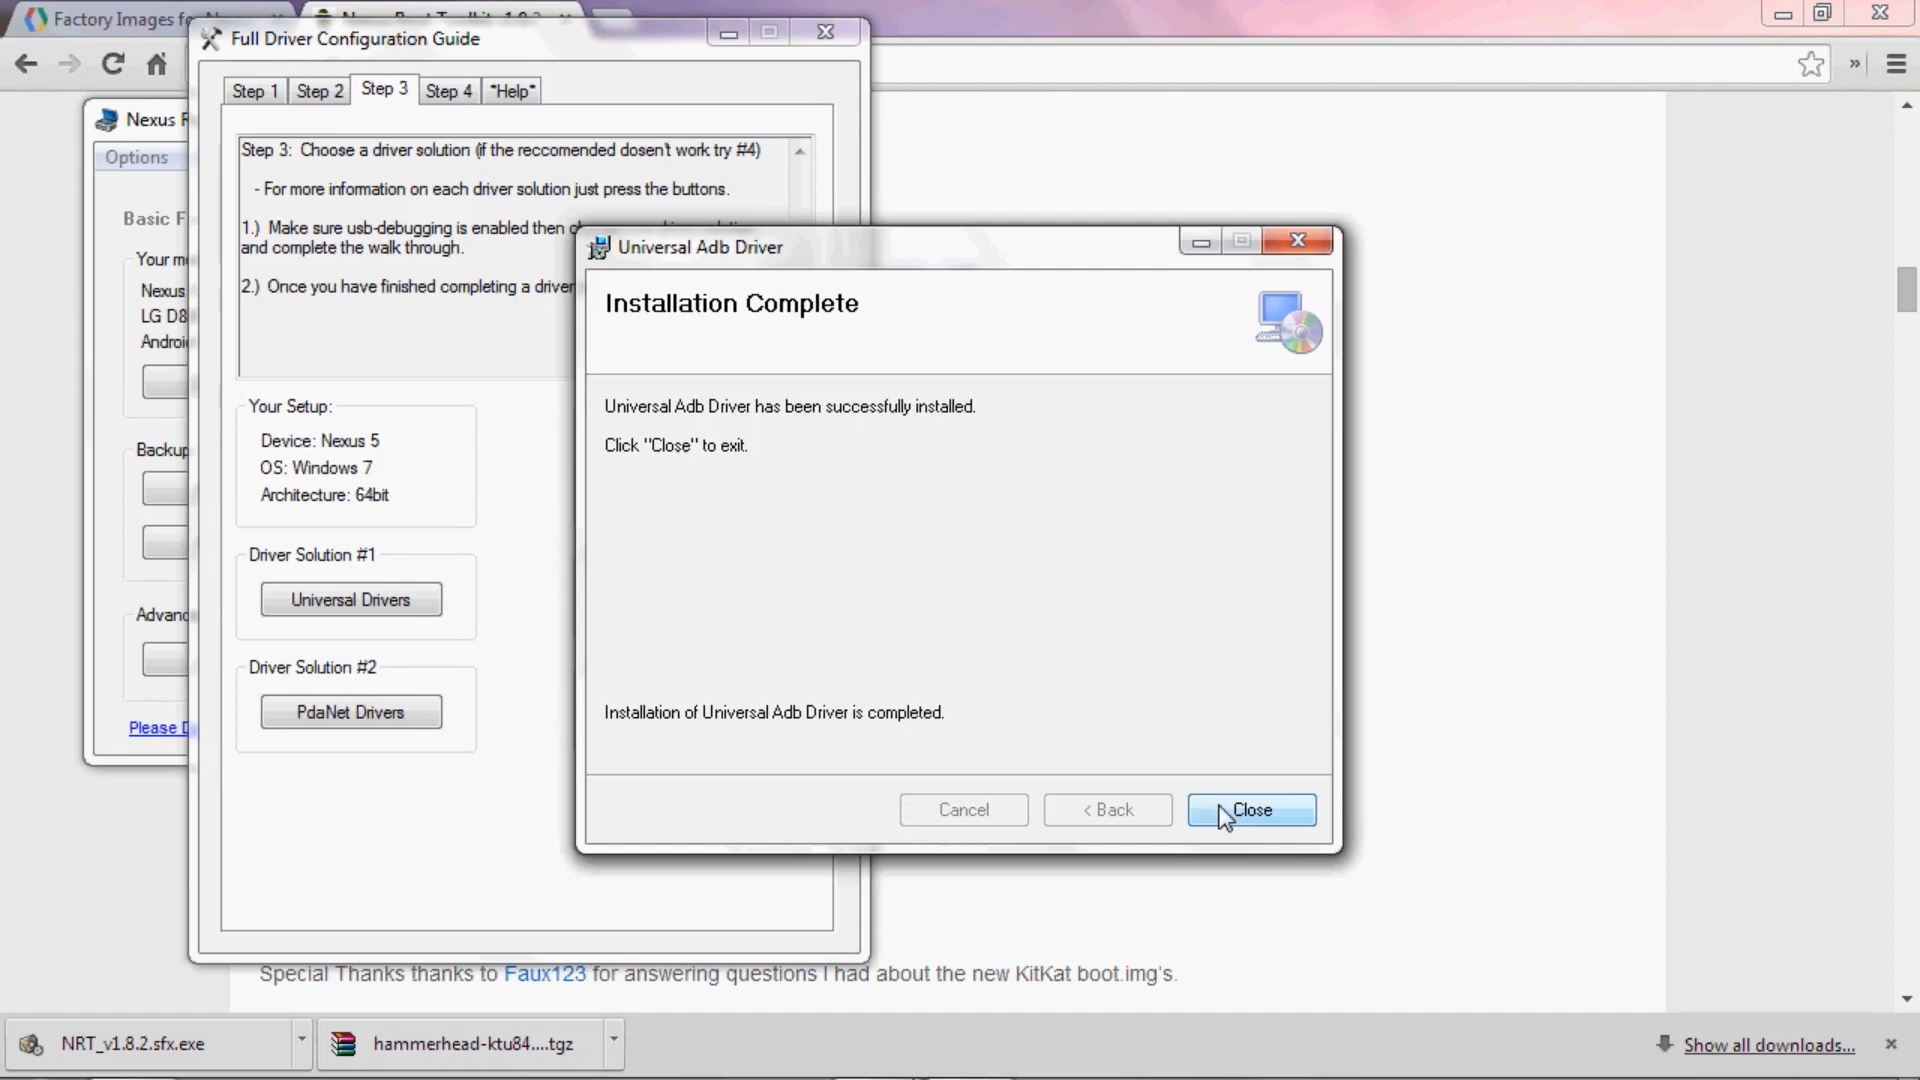 Factory Images fo
Full Driver Configuration Guide
Step 1
Step 2
Step 3
Step 4
*Help*
Nexus R
Options
Step 3: Choose a driver solution (if the reccomended dosen't work try #4)
- For more information on each driver solution just press the buttons.
1.) Make sure usb-debugging is enabled then
and complete the walk through.
2.) Once you have finished completing a driver
Basic F
Your m
Nexus
LG D8
Androi
Backup
Advanc
Please D
Your Setup:
Device: Nexus 5
OS: Windows 7
Architecture: 64bit
Driver Solution #1
Universal Drivers
Driver Solution #2
PdaNet Drivers
Universal Adb Driver
Installation Complete
Universal Adb Driver has been successfully installed.
Click "Close" to exit.
Installation of Universal Adb Driver is completed.
Cancel
< Back
Close
Special Thanks thanks to Faux123 for answering questions I had about the new KitKat boot.img's.
NRT_v1.8.2.sfx.exe
hammerhead-ktu84....tgz
Show all downloads...